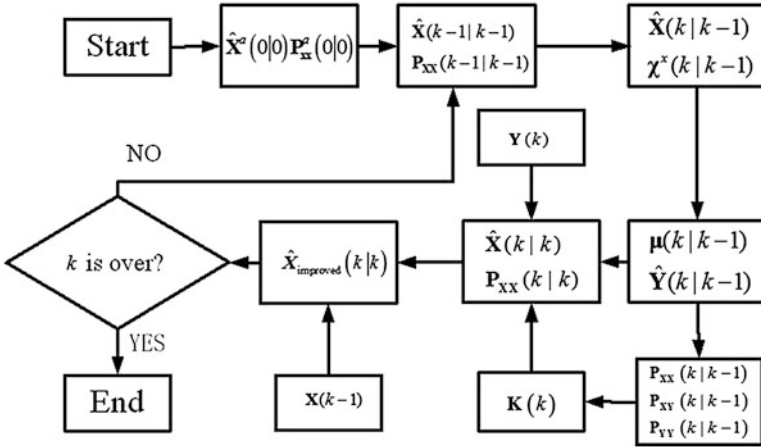 Start
X̂ᵃ(0|0)Pᵃₓₓ(0|0)
X̂(k−1|k−1)
P_XX(k−1|k−1)
X̂(k|k−1)
χˣ(k|k−1)
NO
Y(k)
k is over?
X̂_improved(k|k)
X̂(k|k)
P_XX(k|k)
μ(k|k−1)
Ŷ(k|k−1)
YES
End
X(k−1)
K(k)
P_XX(k|k−1)
P_XY(k|k−1)
P_YY(k|k−1)